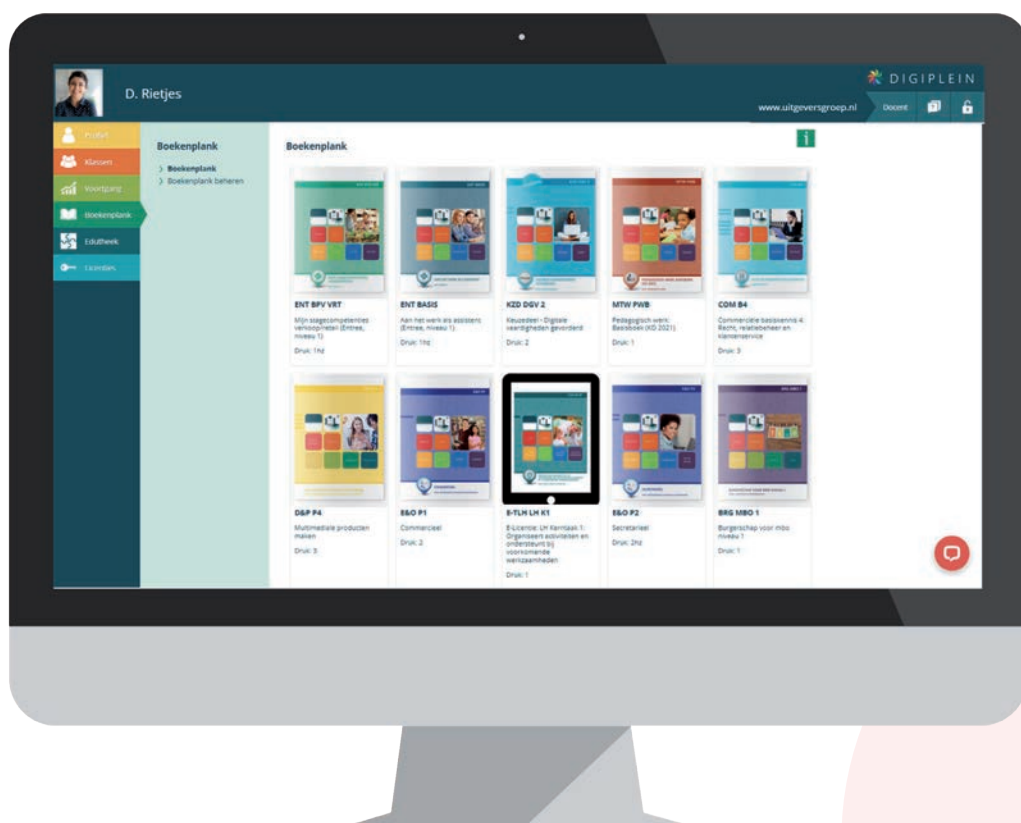 DIGIPLEIN
D. Rietjes
www.uitgeversgroep.nl
Docent
Profiel
Klassen
Voortgang
Boekenplank
Edutheek
Licenties
Boekenplank
> Boekenplank
> Boekenplank beheren
Boekenplank
i
ENT BPV VRT
Mijn stagecompetenties
verkoop/retail (Entree,
niveau 1)
Druk: 1hz
ENT BASIS
Aan het werk als assistent
(Entree, niveau 1)
Druk: 1hz
KZD DGV 2
Keuzedeel - Digitale
vaardigheden gevorderd
Druk: 2
MTW PWB
Pedagogisch werk:
Basisboek (KD 2021)
Druk: 1
COM B4
Commerciële basiskennis 4:
Recht, relatiebeheer en
klantenservice
Druk: 3
D&P P4
Multimediale producten
maken
Druk: 3
E&O P1
Commercieel
Druk: 2
E-TLH LH K1
E-Licentie: LH Kerntaak 1:
Organiseert activiteiten en
ondersteunt bij
voorkomende
werkzaamheden
Druk: 1
E&O P2
Secretarieel
Druk: 2hz
BRG MBO 1
Burgerschap voor mbo
niveau 1
Druk: 1